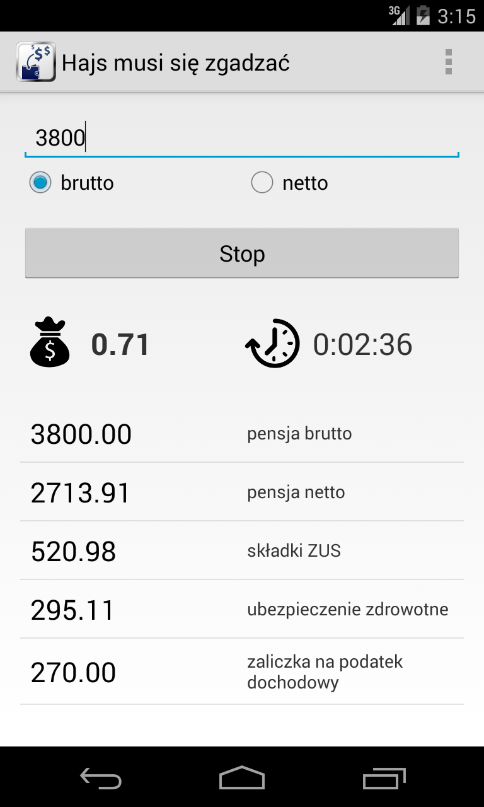 3G 3:15
Hajs musi się zgadzać
3800
brutto netto
Stop
0.71 0:02:36
3800.00 pensja brutto
2713.91 pensja netto
520.98 składki ZUS
295.11 ubezpieczenie zdrowotne
270.00 zaliczka na podatek
dochodowy